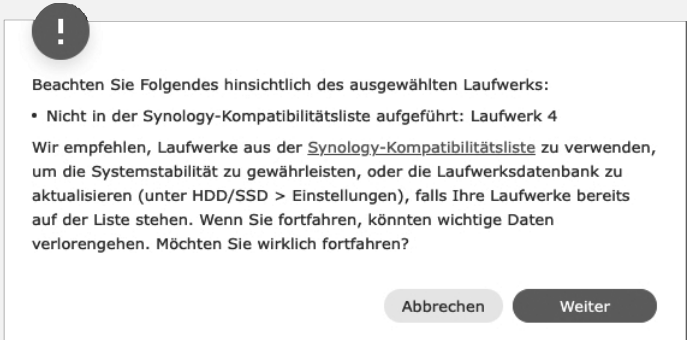 !
Beachten Sie Folgendes hinsichtlich des ausgewählten Laufwerks:
• Nicht in der Synology-Kompatibilitätsliste aufgeführt: Laufwerk 4
Wir empfehlen, Laufwerke aus der Synology-Kompatibilitätsliste zu verwenden,
um die Systemstabilität zu gewährleisten, oder die Laufwerksdatenbank zu
aktualisieren (unter HDD/SSD > Einstellungen), falls Ihre Laufwerke bereits
auf der Liste stehen. Wenn Sie fortfahren, könnten wichtige Daten
verlorengehen. Möchten Sie wirklich fortfahren?
Abbrechen Weiter